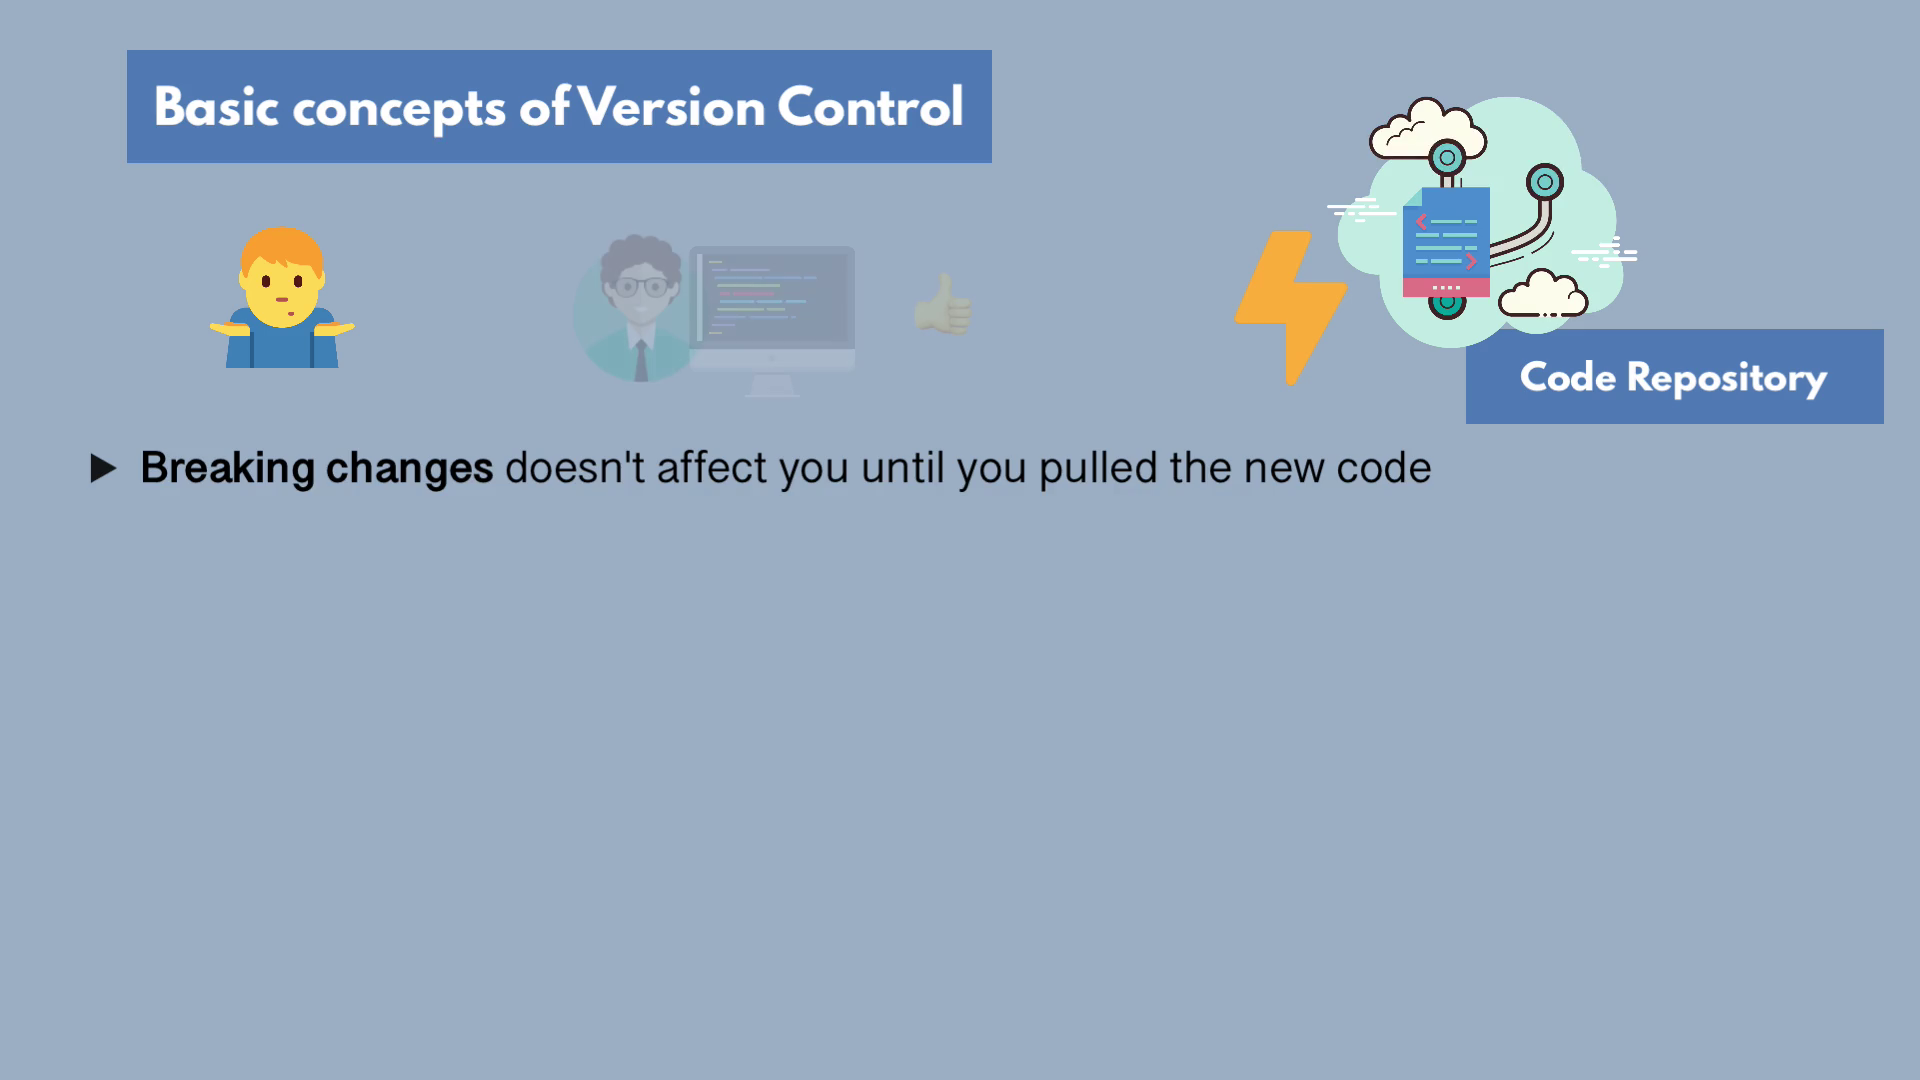 Basic concepts of Version Control
Code Repository
Breaking changes doesn't affect you until you pulled the new code